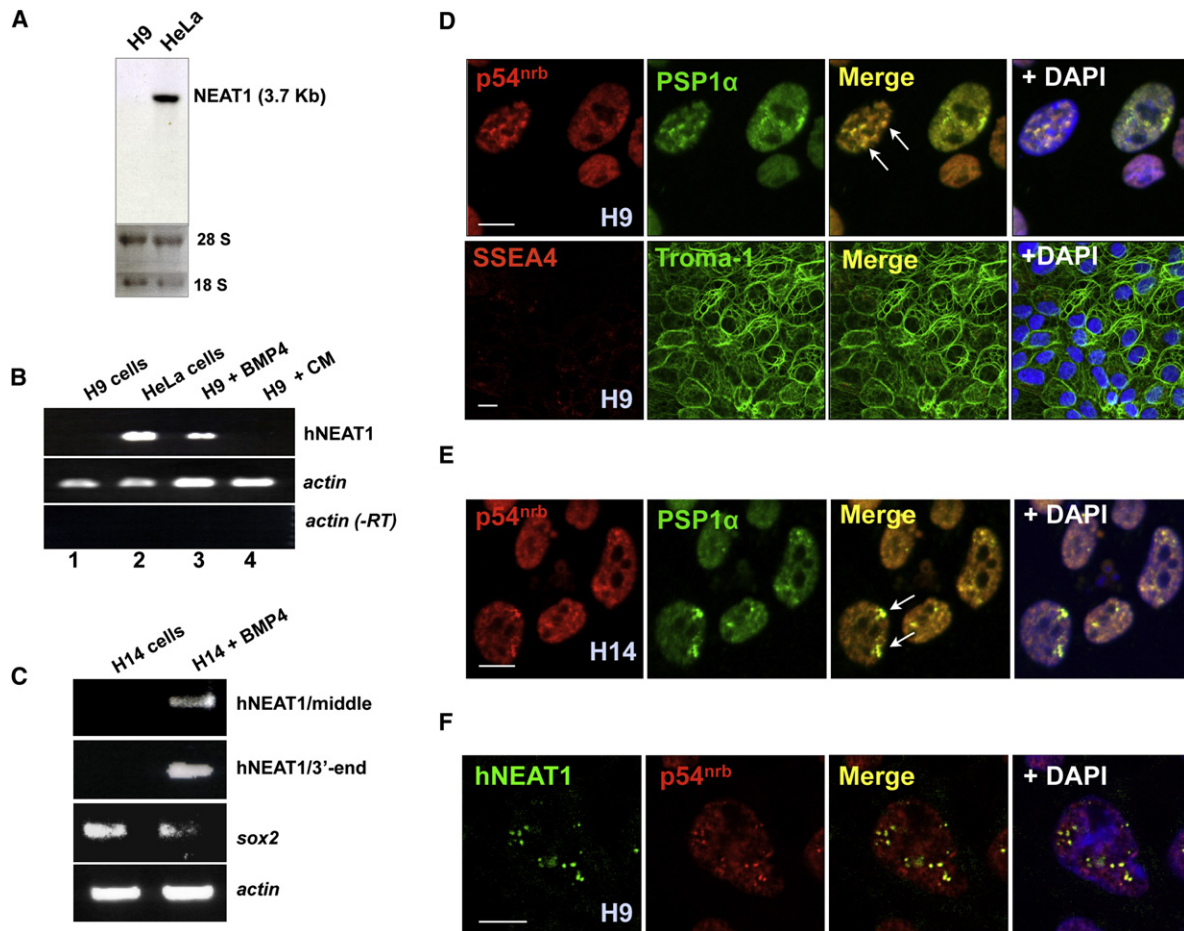 A
H9 HeLa
NEAT1 (3.7 Kb)
28 S
18 S
B
H9 cells HeLa cells H9 + BMP4 H9 + CM
hNEAT1
actin
actin (-RT)
1 2 3 4
C
H14 cells H14 + BMP4
hNEAT1/middle
hNEAT1/3'-end
sox2
actin
D
p54nrb PSP1α Merge + DAPI
H9
SSEA4 Troma-1 Merge +DAPI
H9
E
p54nrb PSP1α Merge + DAPI
H14
F
hNEAT1 p54nrb Merge + DAPI
H9